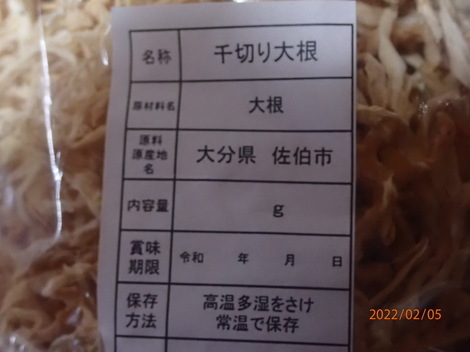 名称 千切り大根
原材料名 大根
原料
原産地
名
大分県 佐伯市
内容量 g
賞味
期限
令和 年 月 日
保存
方法
高温多湿をさけ
常温で保存
2022/02/05